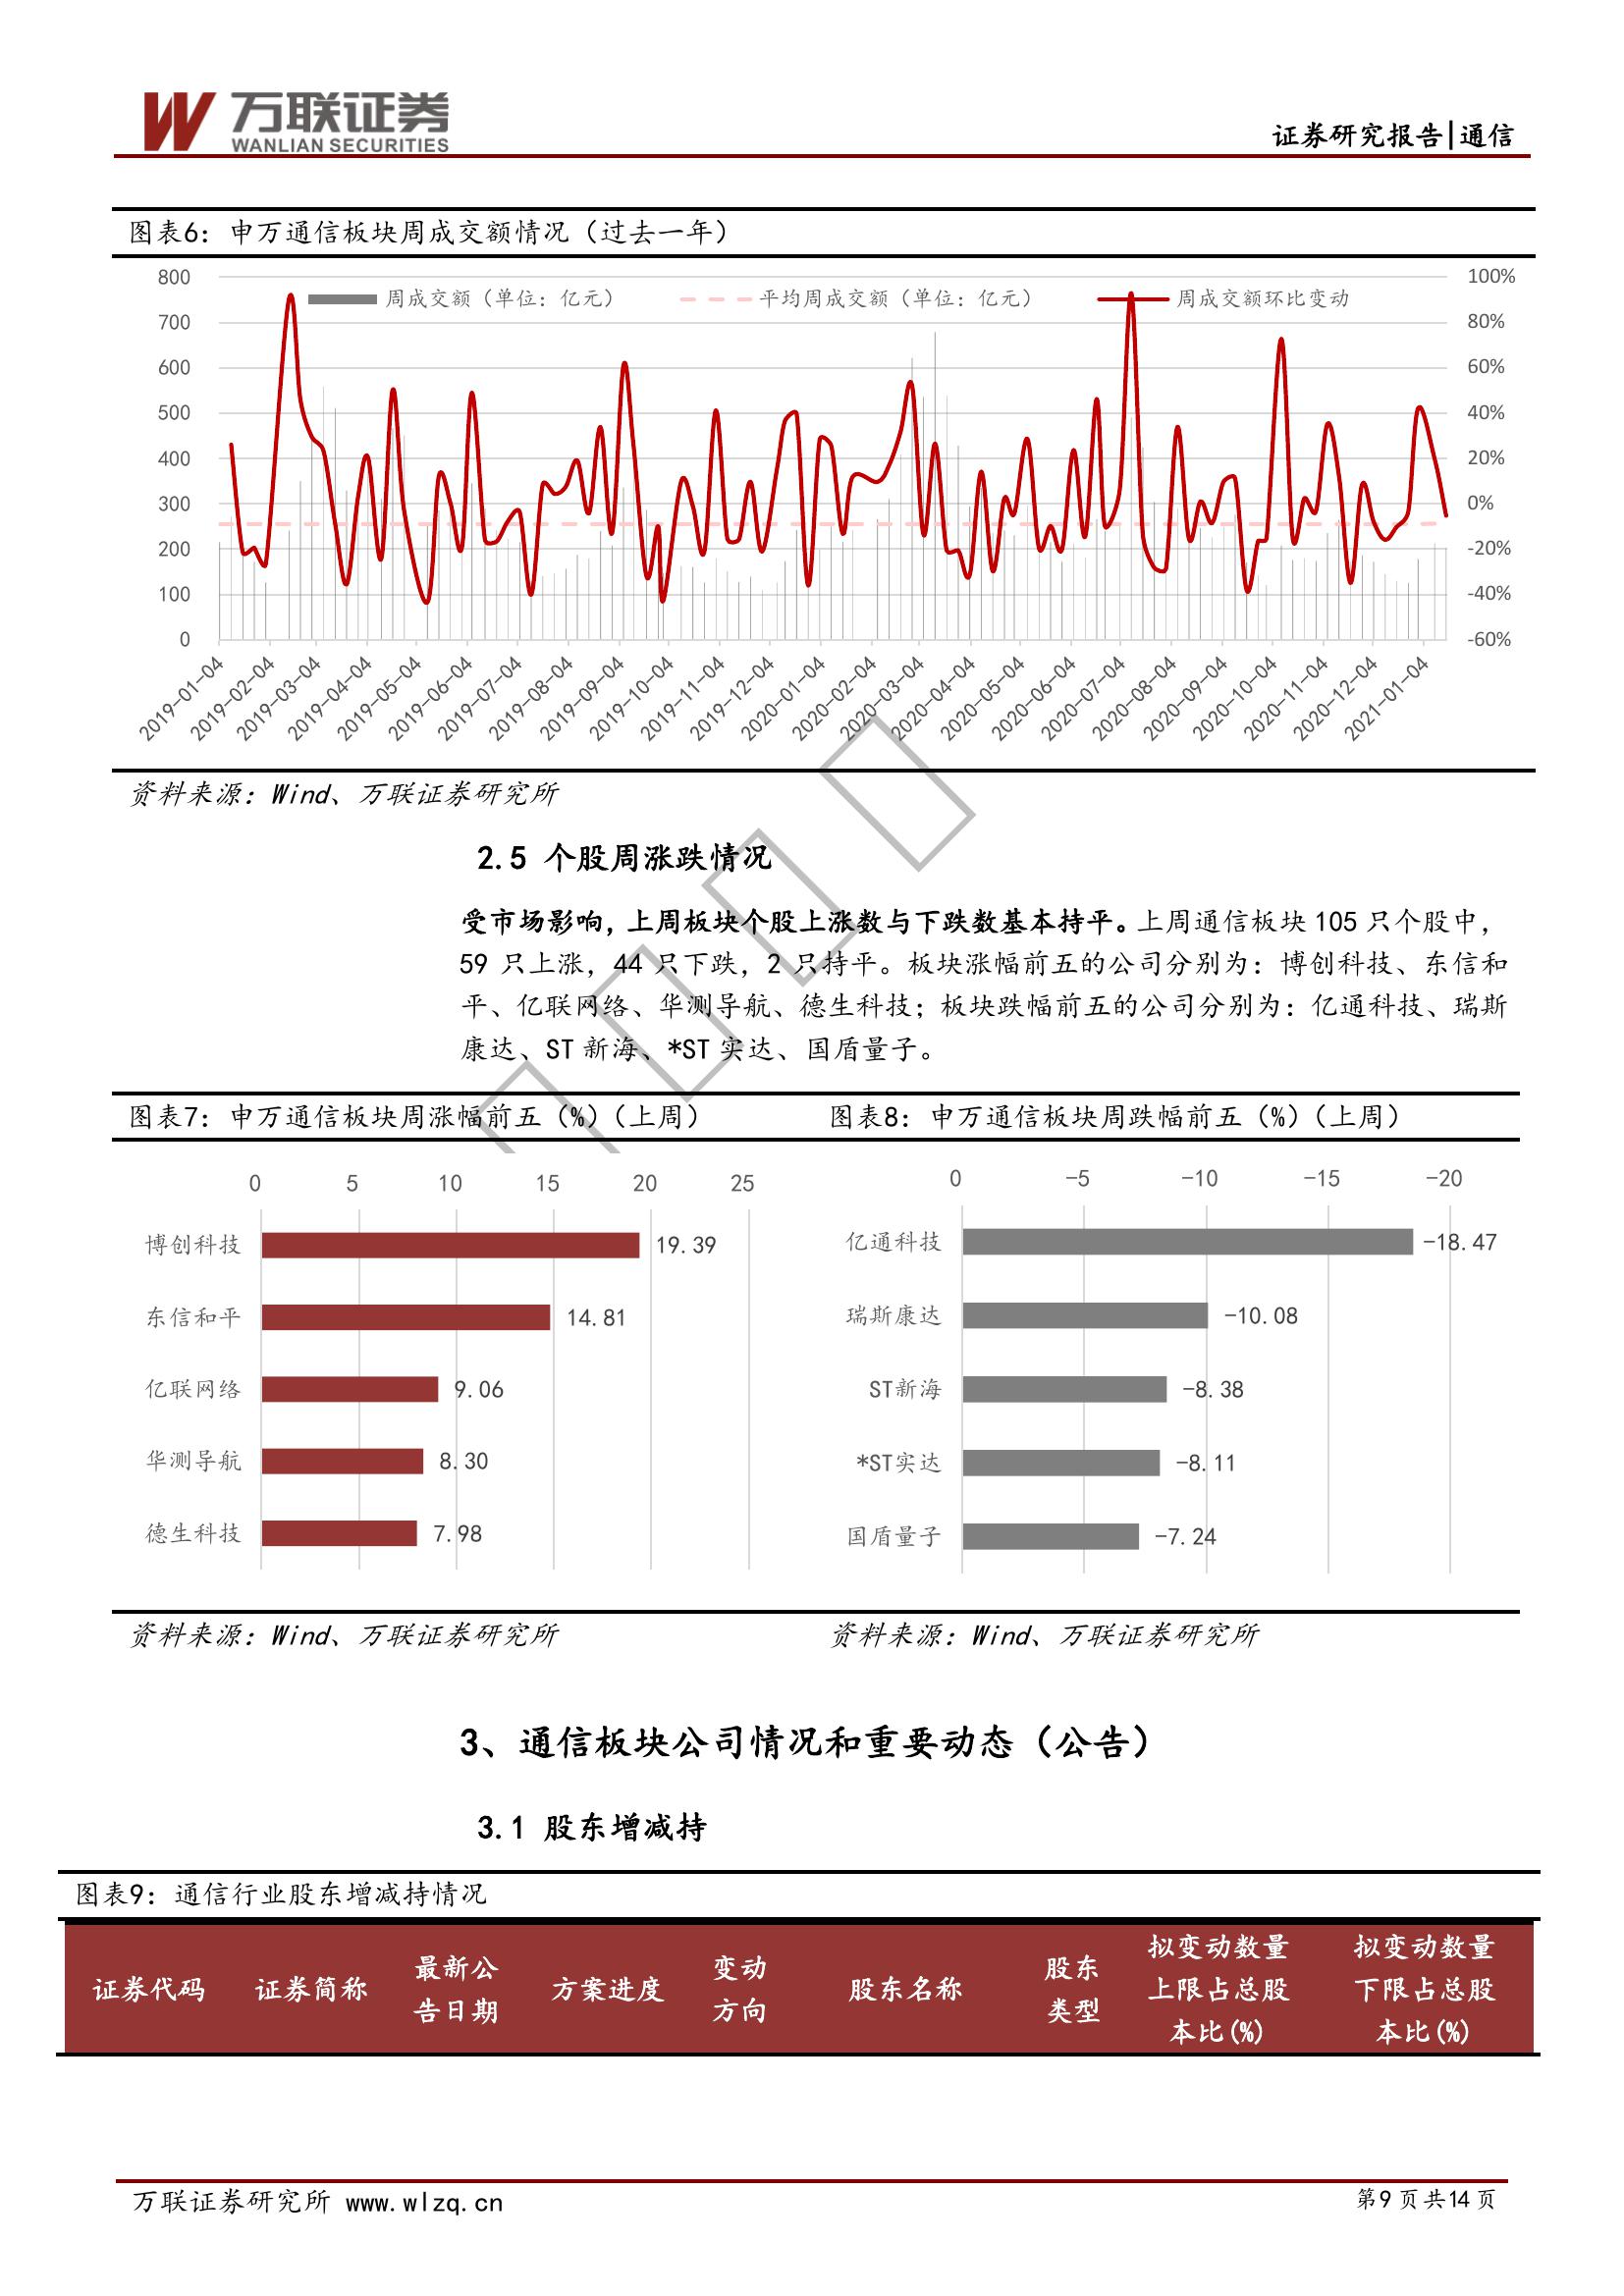 万联证券
WANLIAN SECURITIES
证券研究报告|通信
图表6：申万通信板块周成交额情况（过去一年）
800 100%
周成交额（单位：亿元） 平均周成交额（单位：亿元） 周成交额环比变动
700 80%
600 60%
500 40%
400 20%
300 0%
200 -20%
100 -40%
0 -60%
2019-01-04 2019-02-04 2019-03-04 2019-04-04 2019-05-04 2019-06-04 2019-07-04 2019-08-04 2019-09-04 2019-10-04 2019-11-04 2019-12-04 2020-01-04 2020-02-04 2020-03-04 2020-04-04 2020-05-04 2020-06-04 2020-07-04 2020-08-04 2020-09-04 2020-10-04 2020-11-04 2020-12-04 2021-01-04
资料来源：Wind、万联证券研究所
2.5 个股周涨跌情况
受市场影响，上周板块个股上涨数与下跌数基本持平。上周通信板块 105 只个股中，
59 只上涨，44 只下跌，2 只持平。板块涨幅前五的公司分别为：博创科技、东信和
平、亿联网络、华测导航、德生科技；板块跌幅前五的公司分别为：亿通科技、瑞斯
康达、ST 新海、*ST 实达、国盾量子。
图表7：申万通信板块周涨幅前五（%）（上周）
0 5 10 15 20 25
博创科技 19.39
东信和平 14.81
亿联网络 9.06
华测导航 8.30
德生科技 7.98
资料来源：Wind、万联证券研究所
图表8：申万通信板块周跌幅前五（%）（上周）
0 -5 -10 -15 -20
亿通科技 -18.47
瑞斯康达 -10.08
ST新海 -8.38
*ST实达 -8.11
国盾量子 -7.24
资料来源：Wind、万联证券研究所
3、通信板块公司情况和重要动态（公告）
3.1 股东增减持
图表9：通信行业股东增减持情况
证券代码
证券简称
最新公
告日期
方案进度
变动
方向
股东名称
股东
类型
拟变动数量
上限占总股
本比(%)
拟变动数量
下限占总股
本比(%)
万联证券研究所 www.wlzq.cn
第9 页 共14 页